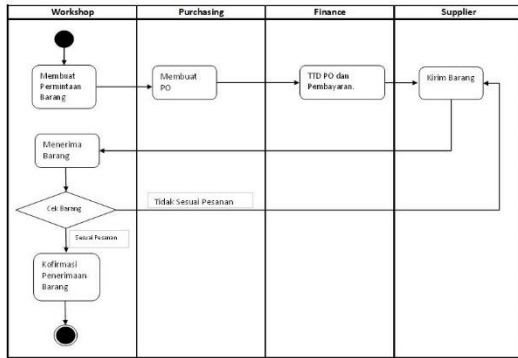 Workshop
Purchasing
Finance
Supplier
Membuat
Permintaan
Barang
Membuat
PO
TTD PO dan
Pembayaran.
Kirim Barang
Menerima
Barang
Cek Barang
Tidak Sesuai Pesanan
Sesuai Pesanan
Kofirmasi
Penerimaan
Barang